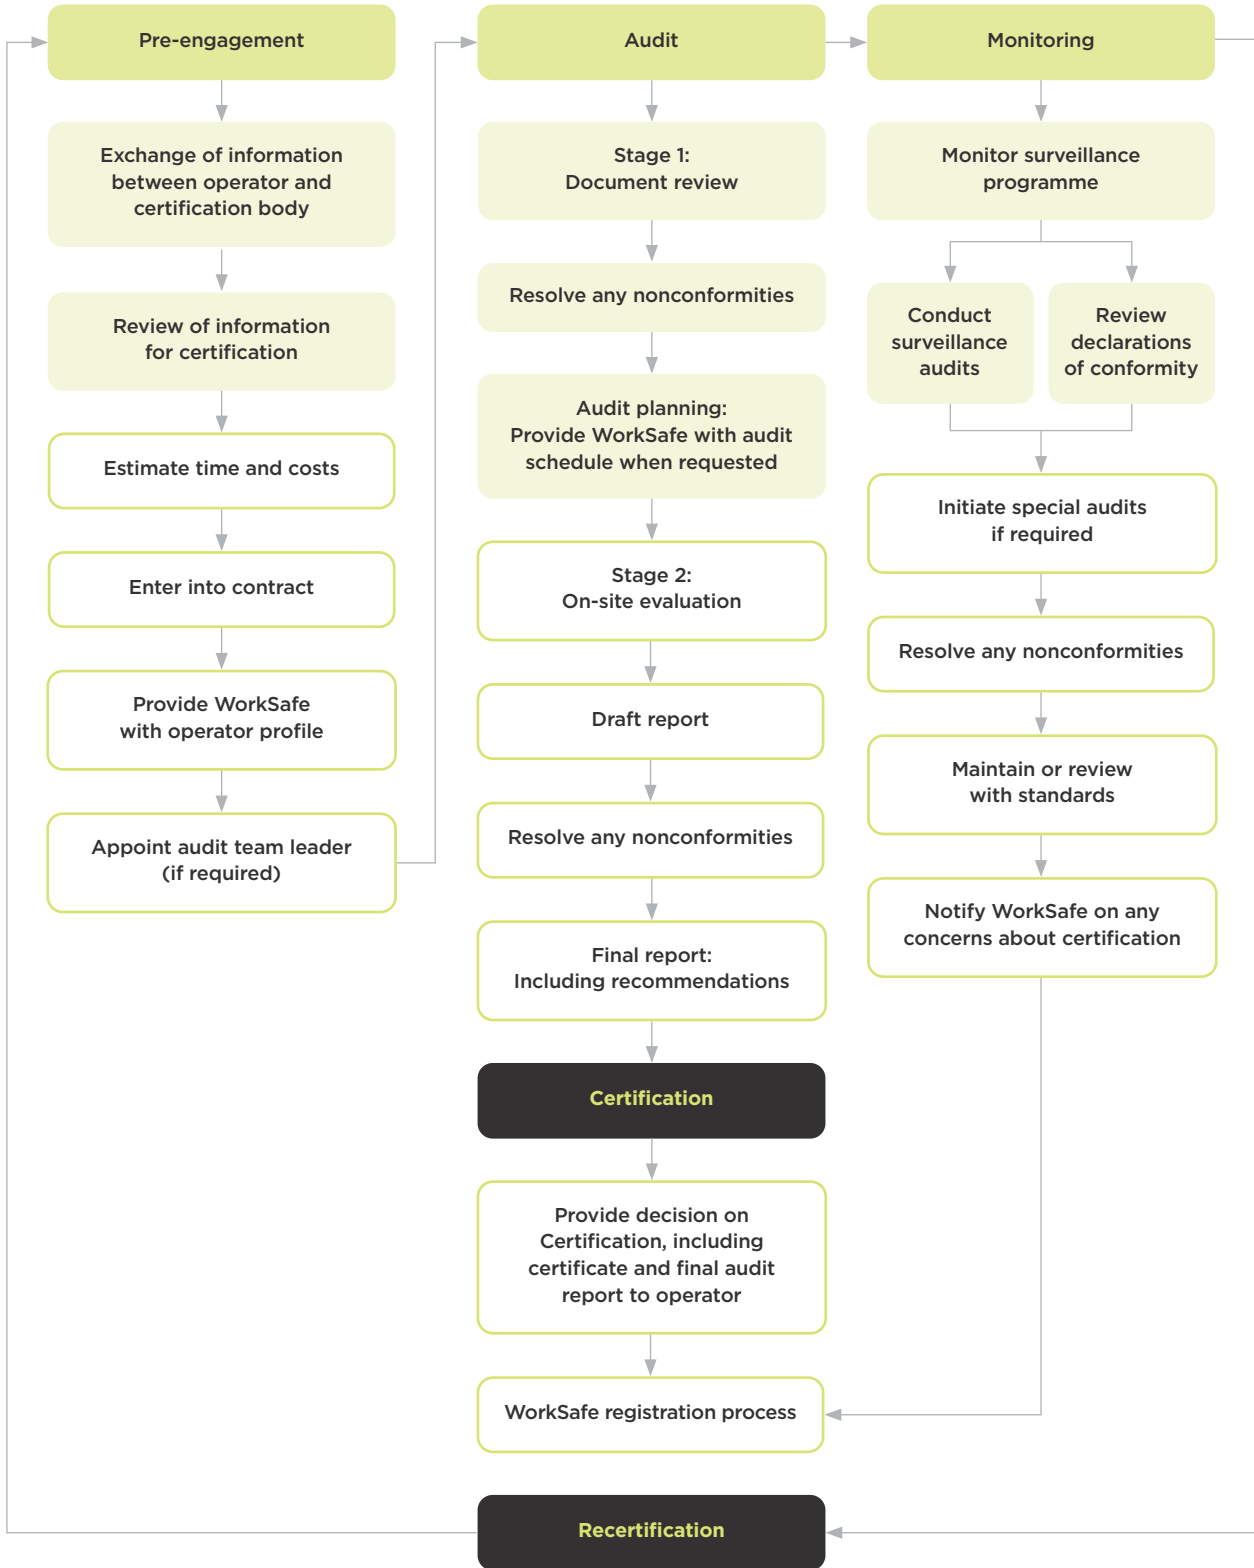 Pre-engagement
Exchange of information
between operator and
certification body
Review of information
for certification
Estimate time and costs
Enter into contract
Provide WorkSafe
with operator profile
Appoint audit team leader
(if required)
Audit
Stage 1:
Document review
Resolve any nonconformities
Audit planning:
Provide WorkSafe with audit
schedule when requested
Stage 2:
On-site evaluation
Draft report
Resolve any nonconformities
Final report:
Including recommendations
Certification
Provide decision on
Certification, including
certificate and final audit
report to operator
WorkSafe registration process
Recertification
Monitoring
Monitor surveillance
programme
Conduct
surveillance
audits
Review
declarations
of conformity
Initiate special audits
if required
Resolve any nonconformities
Maintain or review
with standards
Notify WorkSafe on any
concerns about certification